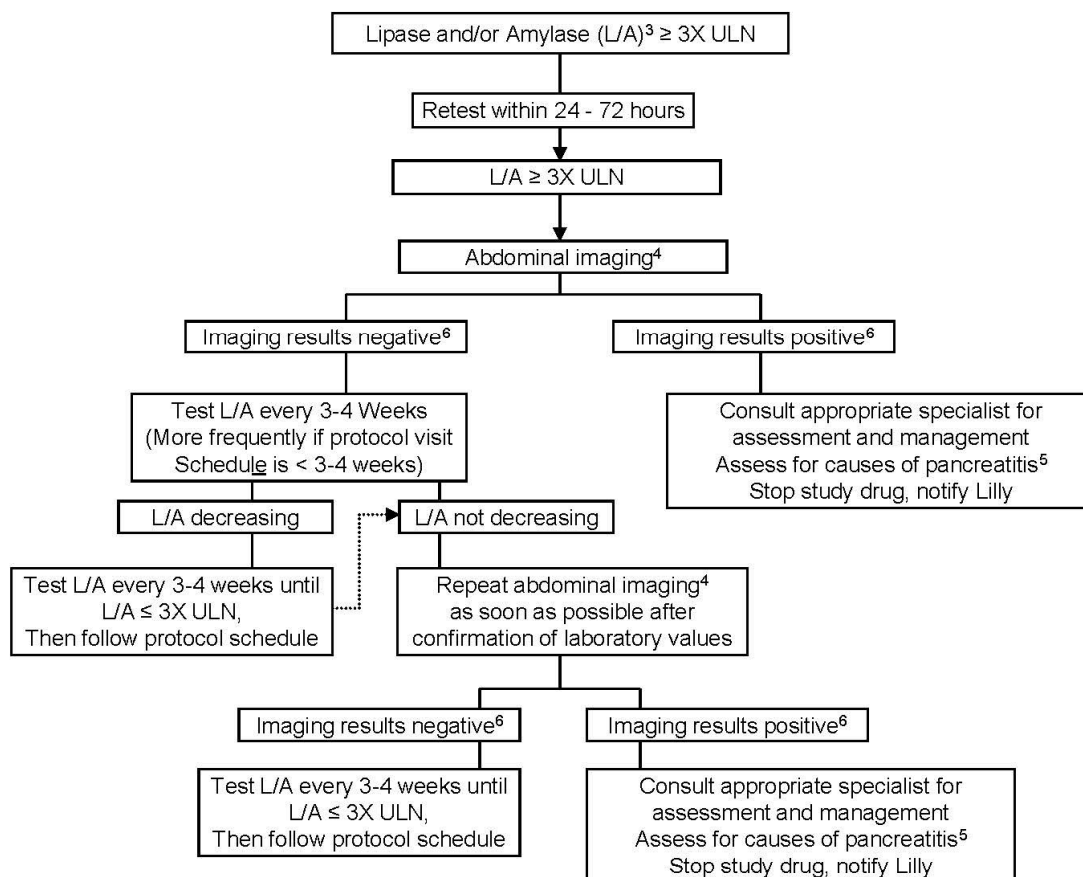 Lipase and/or Amylase (L/A)³ ≥ 3X ULN
Retest within 24 - 72 hours
L/A ≥ 3X ULN
Abdominal imaging⁴
Imaging results negative⁶
Imaging results positive⁶
Test L/A every 3-4 Weeks
(More frequently if protocol visit
Schedule is < 3-4 weeks)
Consult appropriate specialist for
assessment and management
Assess for causes of pancreatitis⁵
Stop study drug, notify Lilly
L/A decreasing
L/A not decreasing
Test L/A every 3-4 weeks until
L/A ≤ 3X ULN,
Then follow protocol schedule
Repeat abdominal imaging⁴
as soon as possible after
confirmation of laboratory values
Imaging results negative⁶
Imaging results positive⁶
Test L/A every 3-4 weeks until
L/A ≤ 3X ULN,
Then follow protocol schedule
Consult appropriate specialist for
assessment and management
Assess for causes of pancreatitis⁵
Stop study drug, notify Lilly